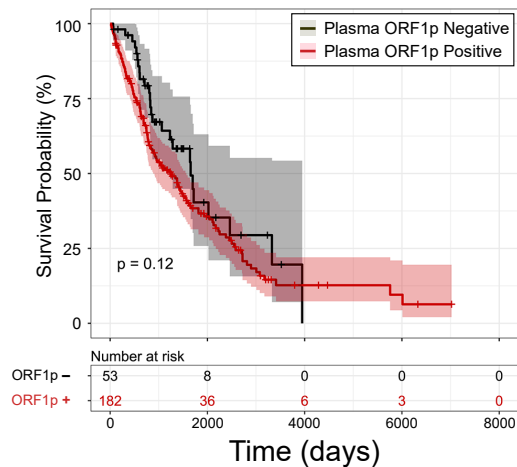 Plasma ORF1p Negative
Plasma ORF1p Positive
Survival Probability (%)
100
75
50
25
0
p = 0.12
Number at risk
ORF1p − 53 8 0 0 0
ORF1p + 182 36 6 3 0
0 2000 4000 6000 8000
Time (days)